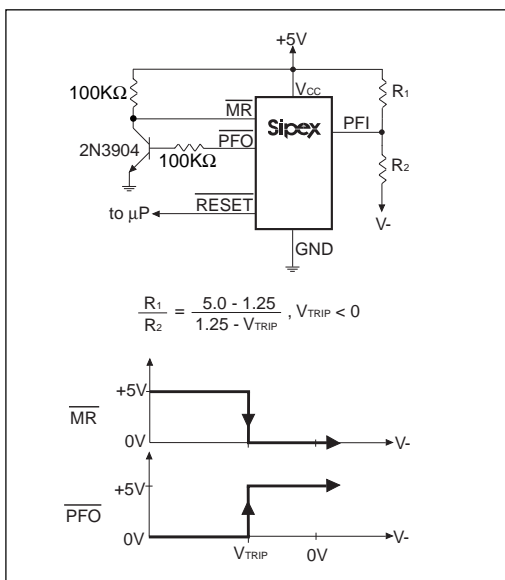 +5V
100KΩ
VCC
R1
MR
Sipex
PFI
PFO
2N3904
100KΩ
R2
RESET
to µP
V-
GND
R1 / R2 = 5.0 - 1.25 / 1.25 - VTRIP , VTRIP < 0
+5V
MR
0V
V-
+5V
PFO
0V
V-
VTRIP
0V